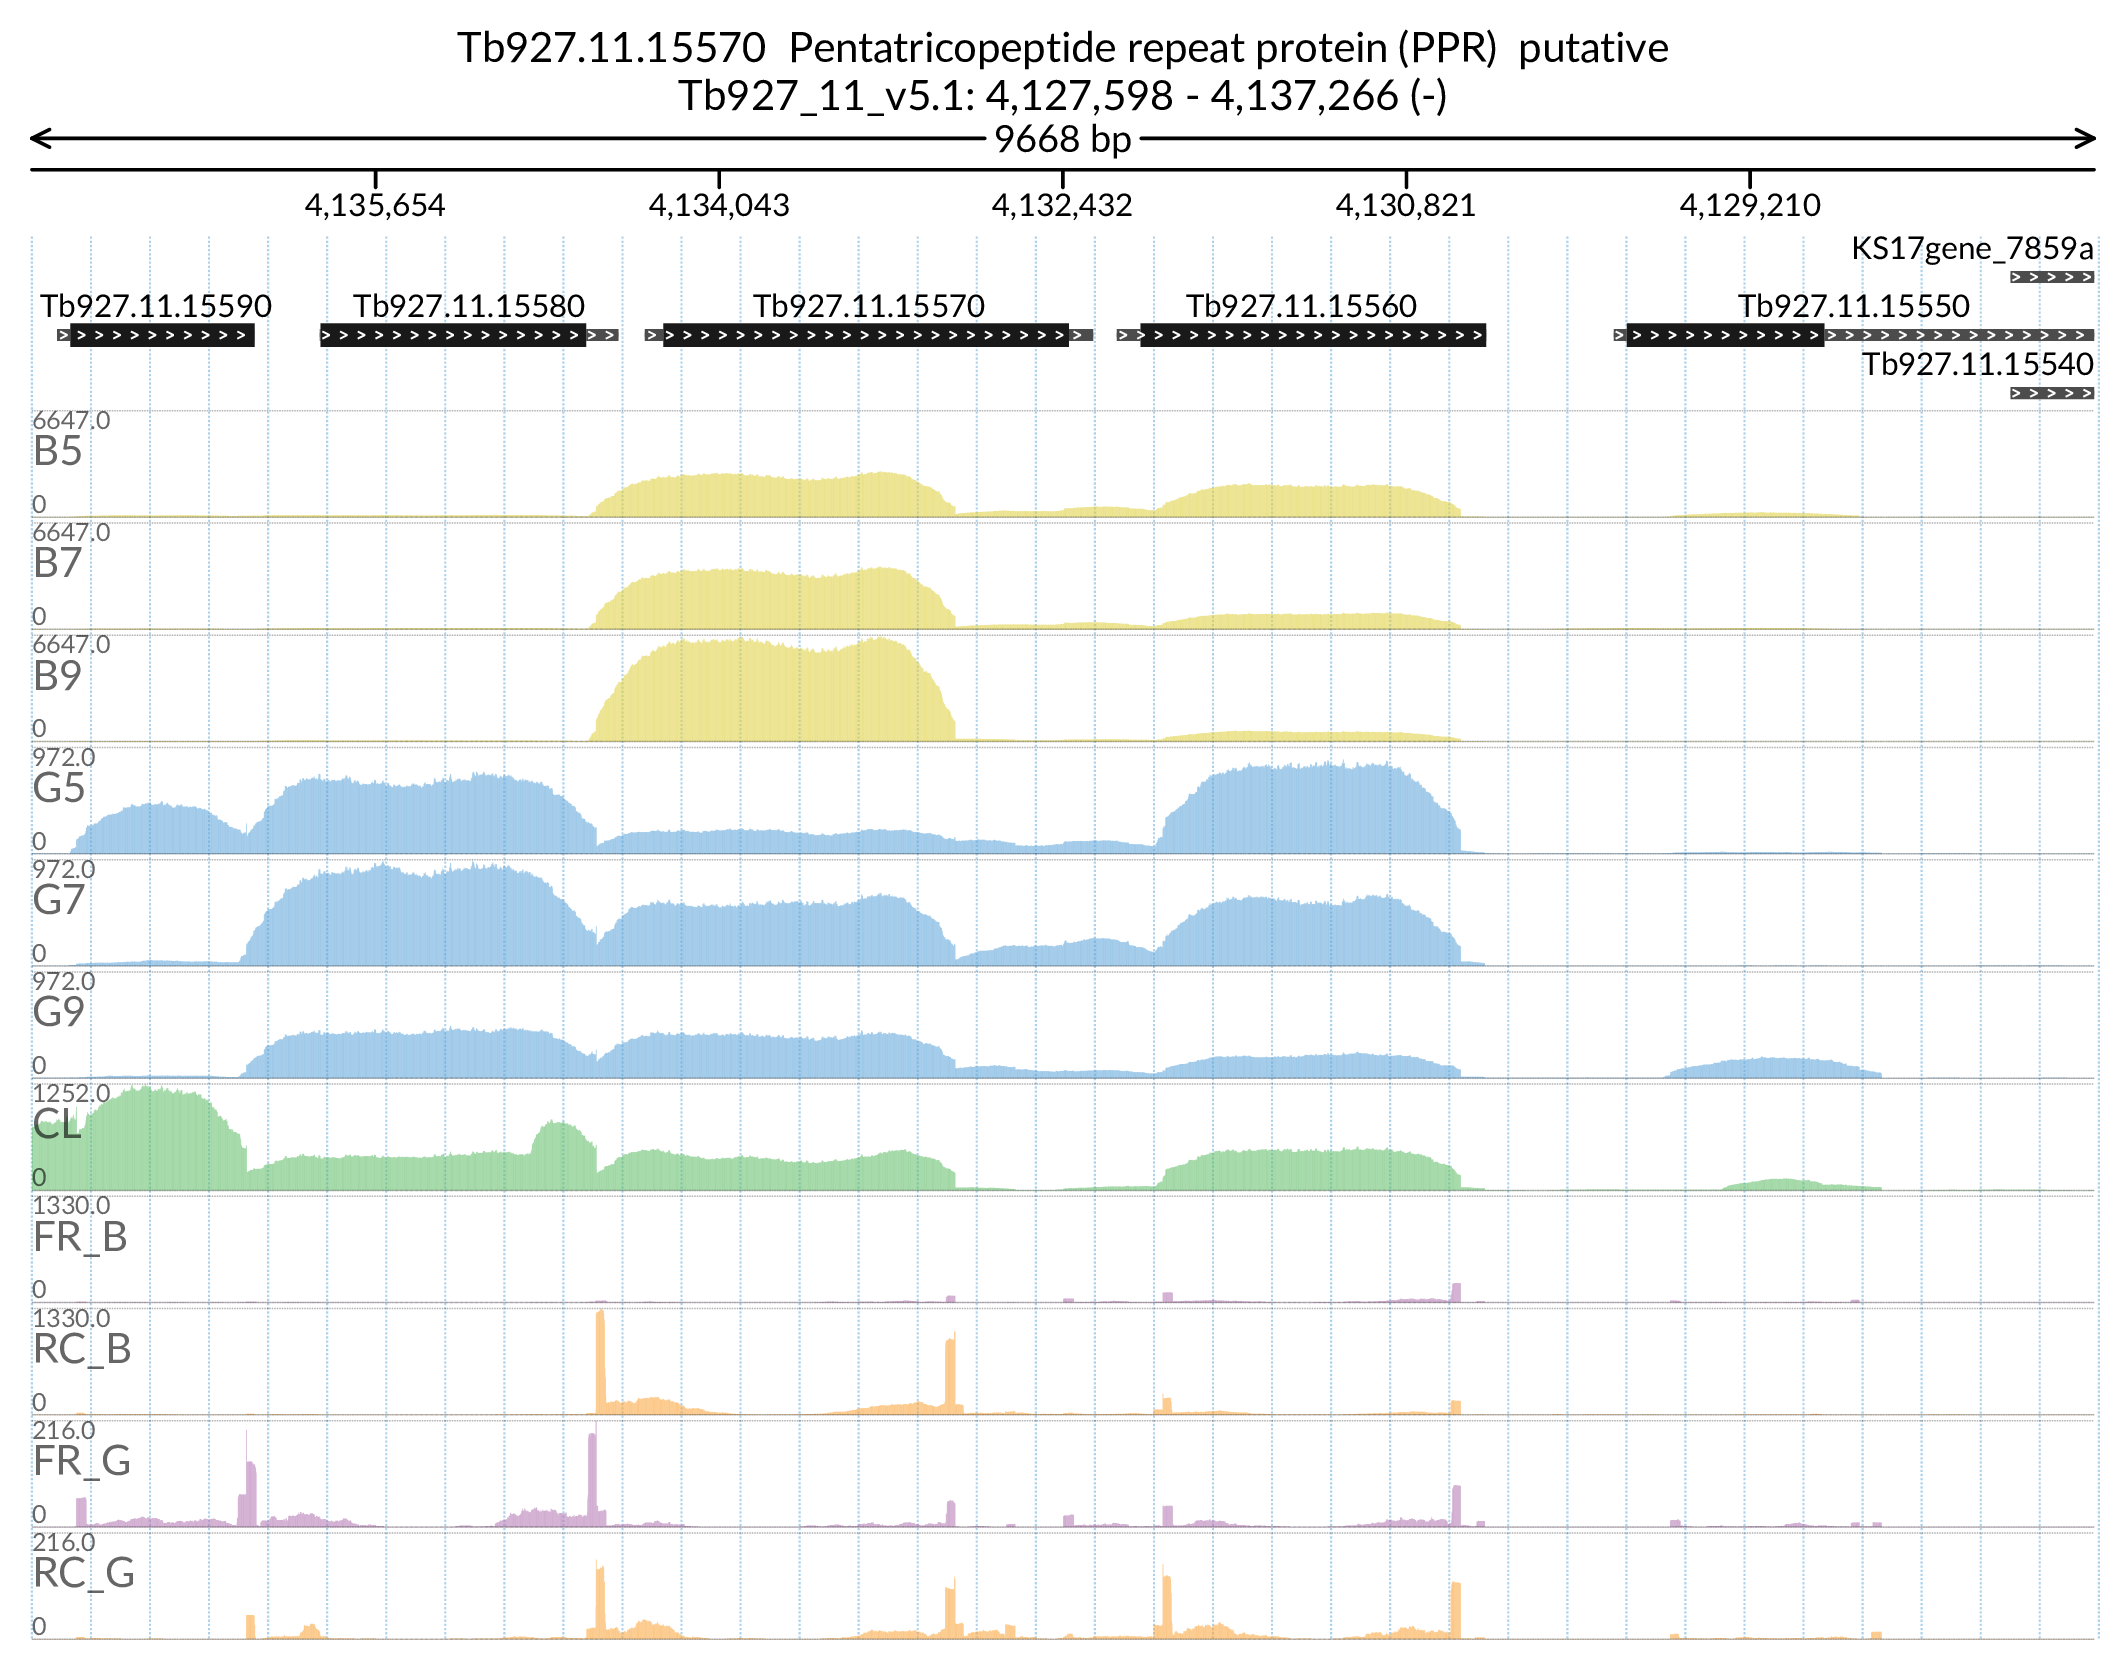 Tb927.11.15570 Pentatricopeptide repeat protein (PPR) putative
Tb927_11_v5.1: 4,127,598 - 4,137,266 (-)
9668 bp
4,135,654 4,134,043 4,132,432 4,130,821 4,129,210
KS17gene_7859a
Tb927.11.15590 Tb927.11.15580 Tb927.11.15570 Tb927.11.15560 Tb927.11.15550
Tb927.11.15540
6647.0
B5
0
6647.0
B7
0
6647.0
B9
0
972.0
G5
0
972.0
G7
0
972.0
G9
0
1252.0
CL
0
1330.0
FR_B
0
1330.0
RC_B
0
216.0
FR_G
0
216.0
RC_G
0